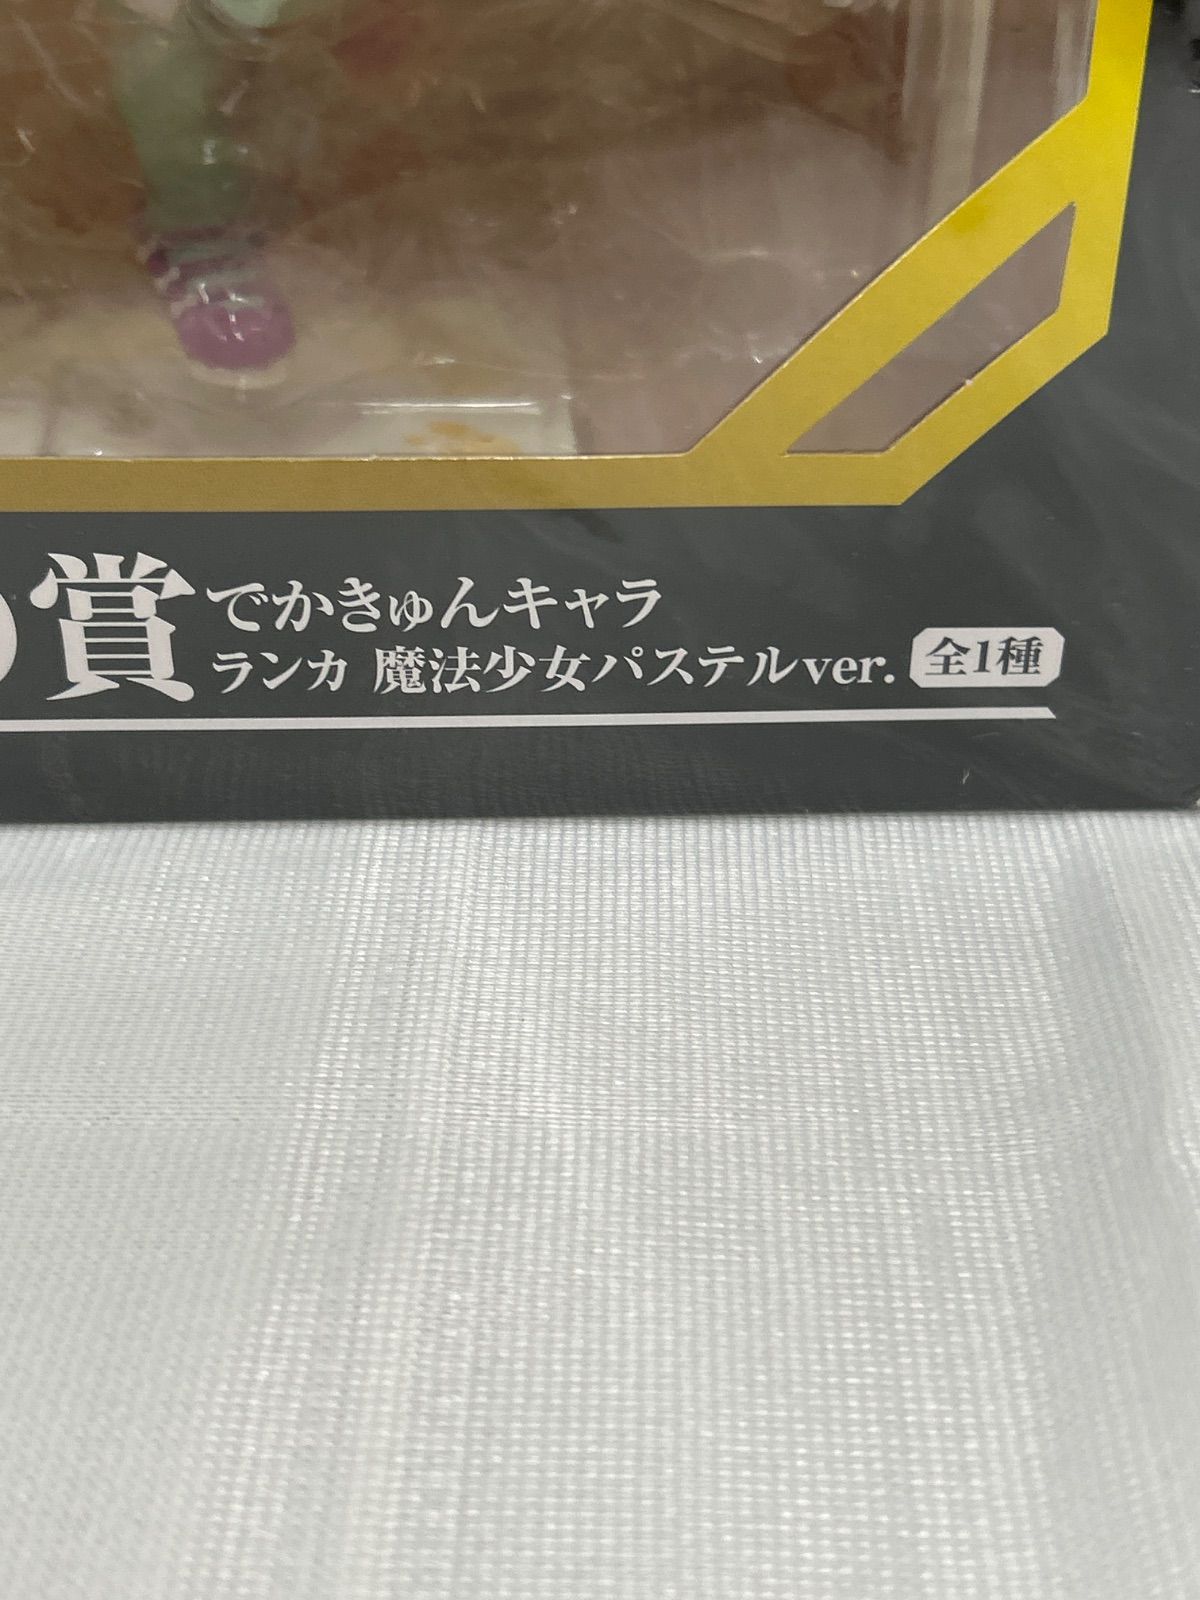 賞 でかきゅんキャラ
ランカ 魔法少女パステルver. 全1種